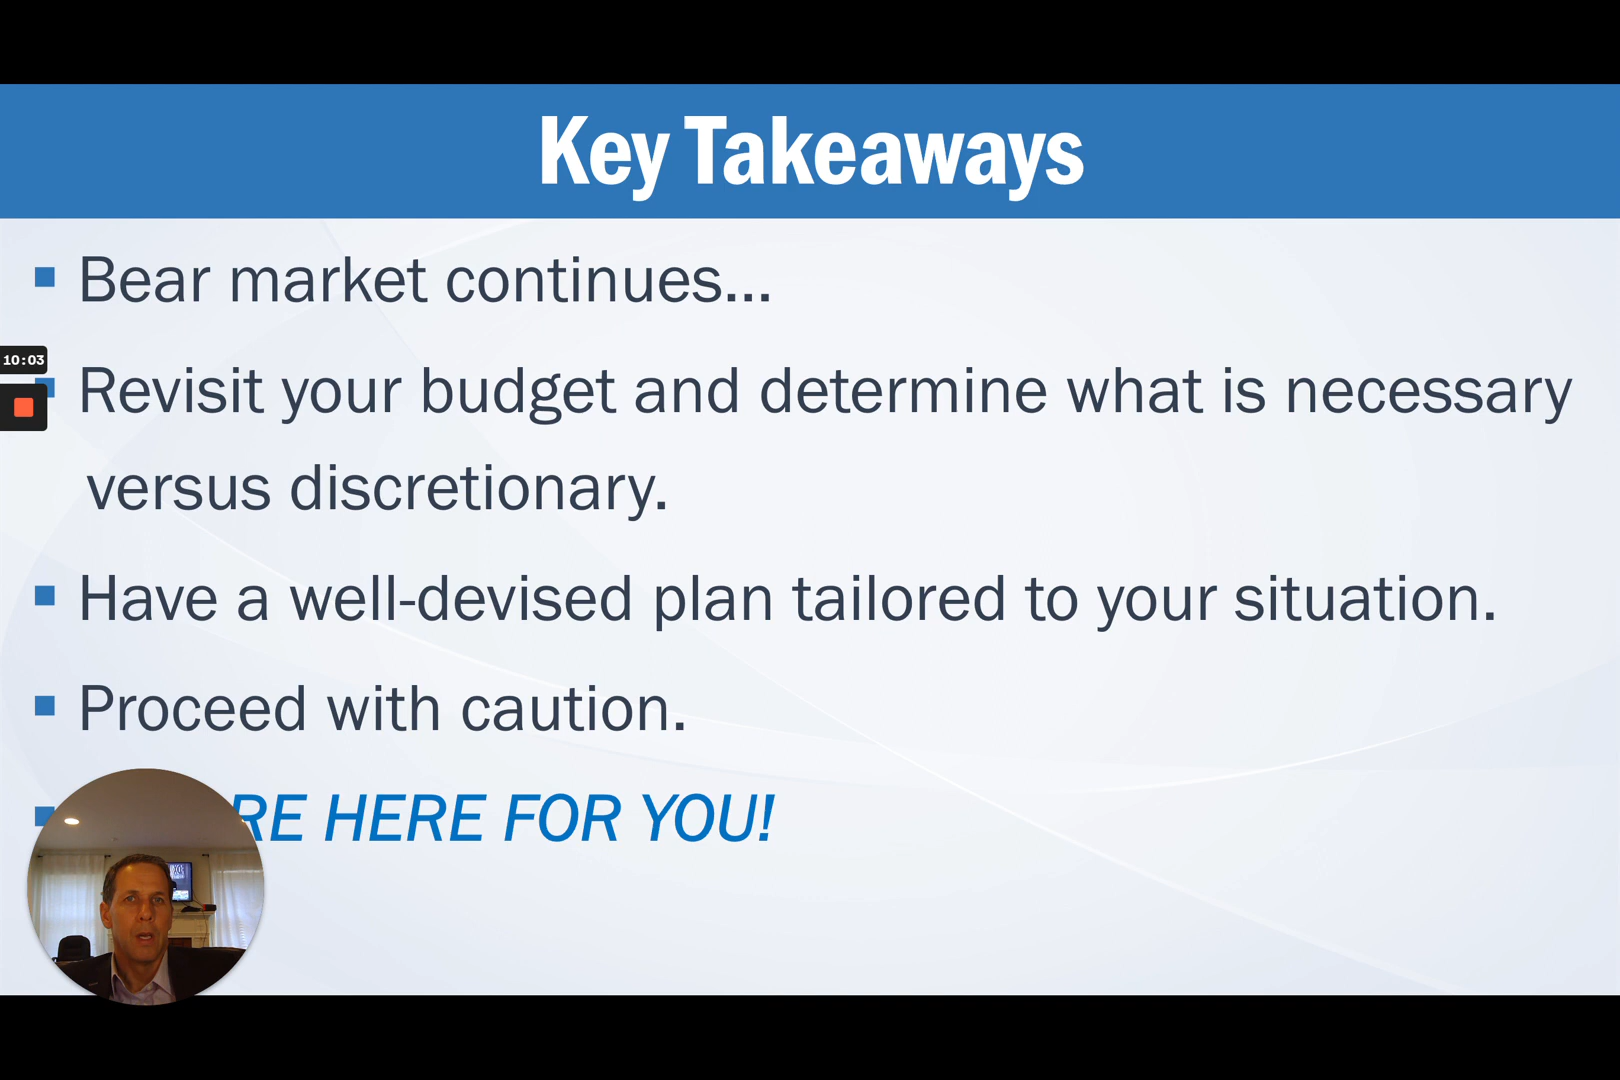 Key Takeaways
Bear market continues...
10:03
Revisit your budget and determine what is necessary
versus discretionary.
Have a well-devised plan tailored to your situation.
Proceed with caution.
RE HERE FOR YOU!